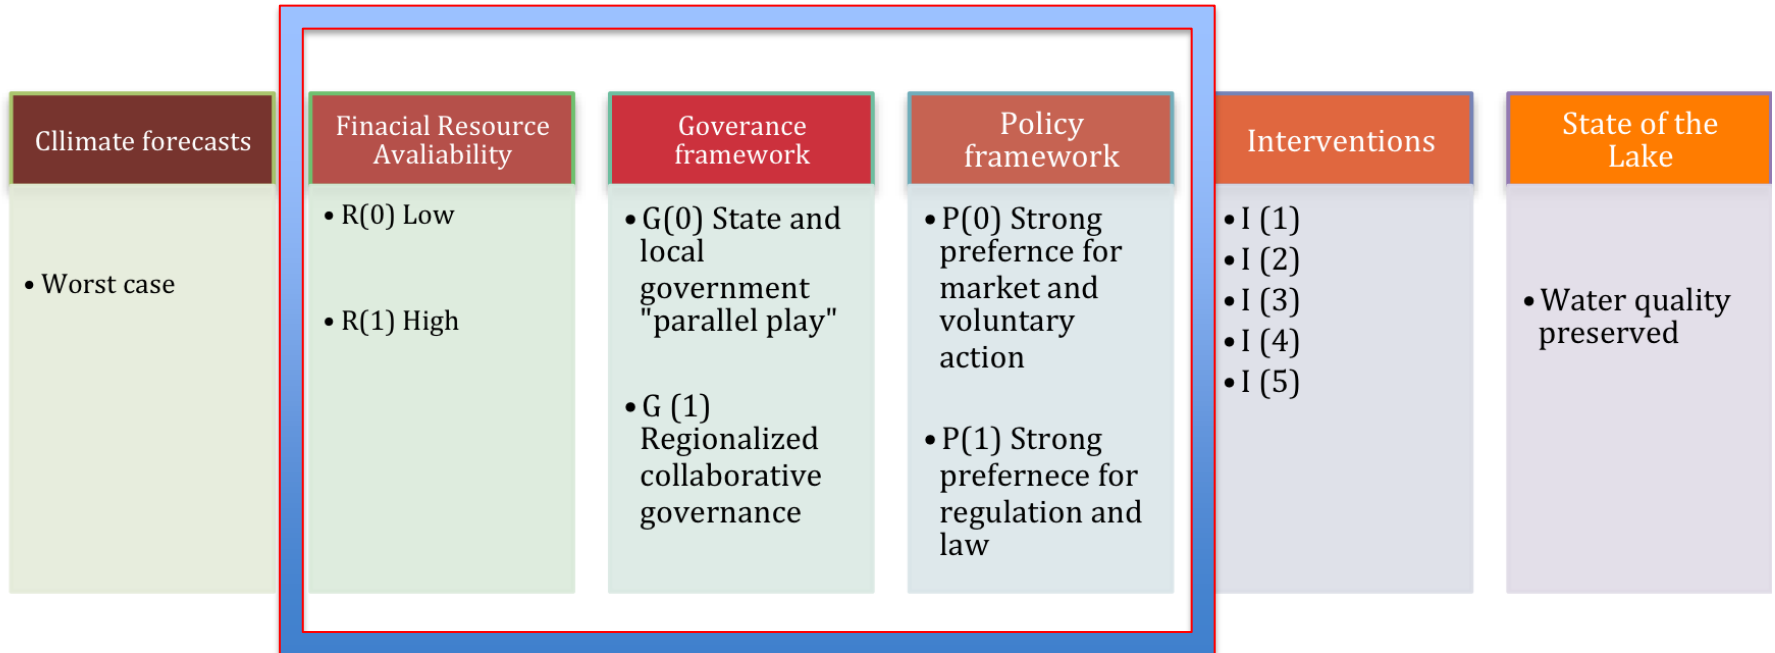 Cllimate forecasts
• Worst case
Finacial Resource
Avaliability
• R(0) Low
• R(1) High
Goverance
framework
• G(0) State and
local
government
"parallel play"
• G (1)
Regionalized
collaborative
governance
Policy
framework
• P(0) Strong
prefernce for
market and
voluntary
action
• P(1) Strong
prefernece for
regulation and
law
Interventions
• I (1)
• I (2)
• I (3)
• I (4)
• I (5)
State of the
Lake
• Water quality
preserved